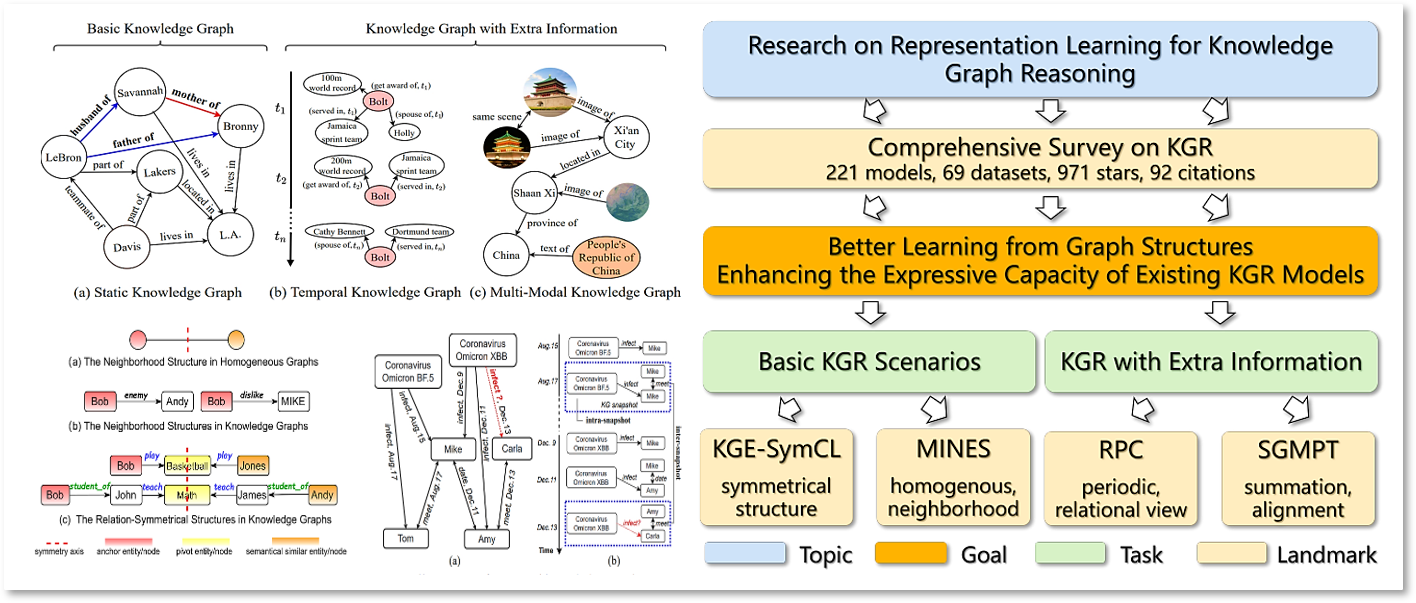 Basic Knowledge Graph
Knowledge Graph with Extra Information
Savannah
husband of
mother of
Bronny
father of
LeBron
part of
Lakers
lives in
lives in
located in
teammate of
part of
Davis
lives in
L.A.
(a) Static Knowledge Graph
t1
100m
world record
(get award of, t1)
Bolt
(served in, t1)
(spouse of, t1)
Jamaica
sprint team
Holly
t2
200m
world record
Jamaica
sprint team
(get award of, t2)
(served in, t2)
Bolt
tn
Cathy Bennett
Dortmund team
(spouse of, tn)
(served in, tn)
Bolt
(b) Temporal Knowledge Graph
same scene
image of
image of
Xi'an
City
located in
Shaan Xi
image of
province of
China
text of
People's
Republic of
China
(c) Multi-Modal Knowledge Graph
(a) The Neighborhood Structure in Homogeneous Graphs
Bob
enemy
Andy
Bob
dislike
MIKE
(b) The Neighborhood Structures in Knowledge Graphs
Bob
play
Basketball
play
Jones
Bob
student_of
John
teach
Math
teach
James
student_of
Andy
(c) The Relation-Symmetrical Structures in Knowledge Graphs
symmetry axis
anchor entity/node
pivot entity/node
semantical similar entity/node
Coronavirus
Omicron BF.5
Coronavirus
Omicron XBB
infect, Aug.17
infect, Aug.15
infect, Dec.9
infect, Dec.11
infect ?, Dec.13
Mike
Carla
meet, Aug.17
date, Dec.11
meet, Dec.13
Tom
Amy
(a)
Aug.15
Coronavirus
Omicron BF.5
infect
Mike
Aug.17
Coronavirus
Omicron BF.5
infect
Mike
meet
Mike
KG snapshot
intra-snapshot
inter-snapshot
Dec. 9
Coronavirus
Omicron XBB
infect
Mike
Dec.11
Coronavirus
Omicron XBB
infect
Mike
date
Amy
Dec.13
Coronavirus
Omicron XBB
infect?
Amy
meet
Carla
Time
(b)
Research on Representation Learning for Knowledge
Graph Reasoning
Comprehensive Survey on KGR
221 models, 69 datasets, 971 stars, 92 citations
Better Learning from Graph Structures
Enhancing the Expressive Capacity of Existing KGR Models
Basic KGR Scenarios
KGR with Extra Information
KGE-SymCL
symmetrical
structure
MINES
homogenous,
neighborhood
RPC
periodic,
relational view
SGMPT
summation,
alignment
Topic
Goal
Task
Landmark